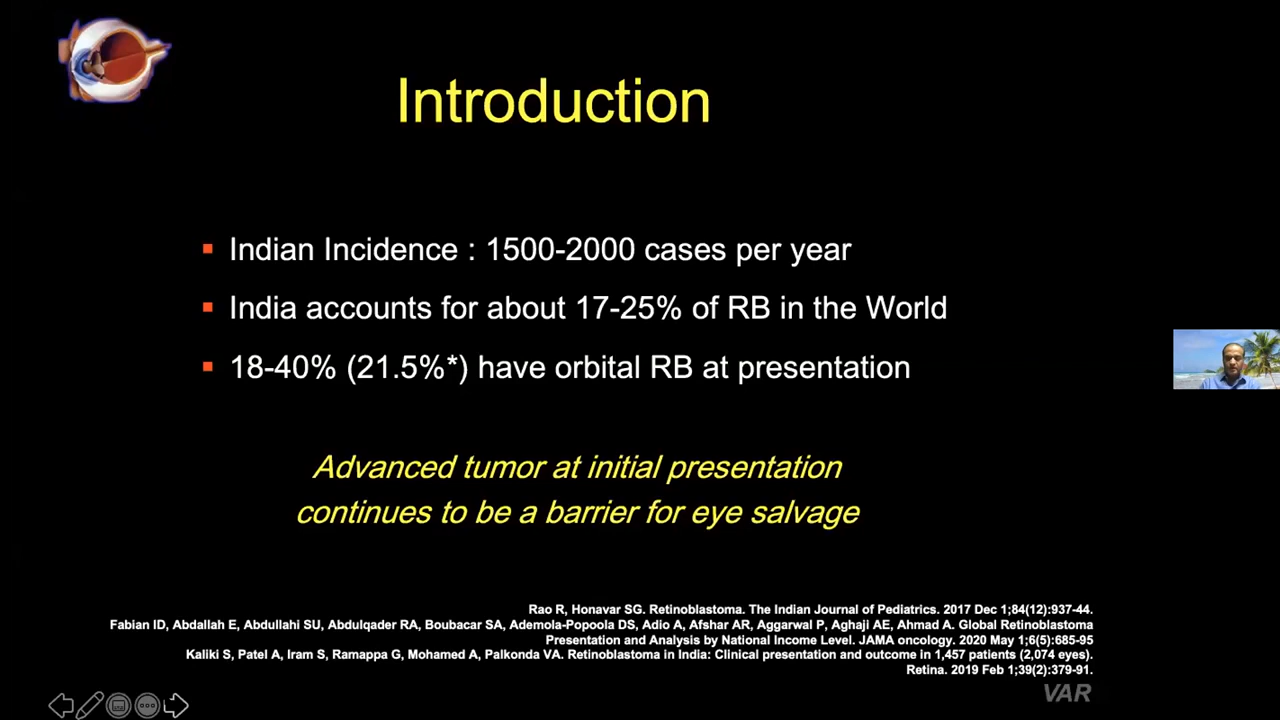 Introduction
Indian Incidence : 1500-2000 cases per year
India accounts for about 17-25% of RB in the World
18-40% (21.5%*) have orbital RB at presentation
Advanced tumor at initial presentation
continues to be a barrier for eye salvage
Rao R, Honavar SG. Retinoblastoma. The Indian Journal of Pediatrics. 2017 Dec 1;84(12):937-44.
Fabian ID, Abdallah E, Abdullahi SU, Abdulqader RA, Boubacar SA, Ademola-Popoola DS, Adio A, Afshar AR, Aggarwal P, Aghaji AE, Ahmad A. Global Retinoblastoma
Presentation and Analysis by National Income Level. JAMA oncology. 2020 May 1;6(5):685-95
Kaliki S, Patel A, Iram S, Ramappa G, Mohamed A, Palkonda VA. Retinoblastoma in India: Clinical presentation and outcome in 1,457 patients (2,074 eyes).
Retina. 2019 Feb 1;39(2):379-91.
VAR